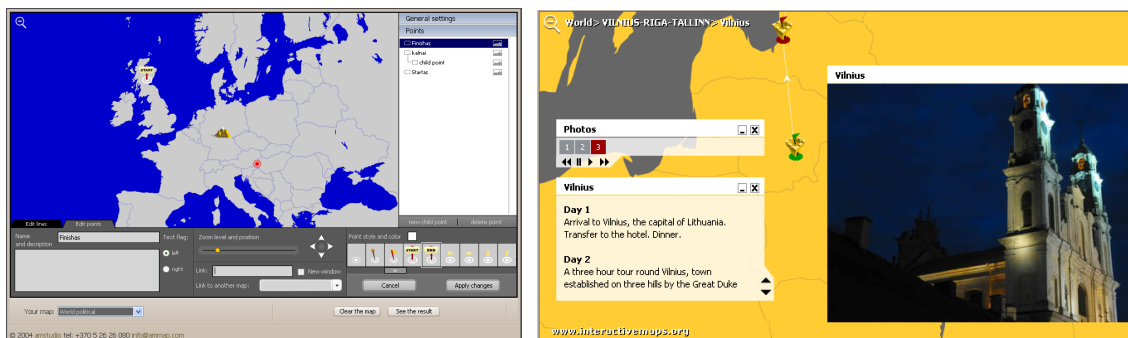 General settings
Points
Finishas
kalnai
child point
Startas
START
new child point
delete point
Edit lines
Edit points
Name
and decription
Finishas
Text flag:
left
right
Zoom level and position
Link:
New window
Link to another map:
Point style and color
START
END
Cancel
Apply changes
Your map:
World political
Clear the map
See the result
© 2004 amstudio tel: +370 5 26 26 080 info@ammap.com
World> VILNIUS-RIGA-TALLINN> Vilnius
Photos
1 2 3
Vilnius
Day 1
Arrival to Vilnius, the capital of Lithuania.
Transfer to the hotel. Dinner.
Day 2
A three hour tour round Vilnius, town
established on three hills by the Great Duke
www.interactivemaps.org
Vilnius